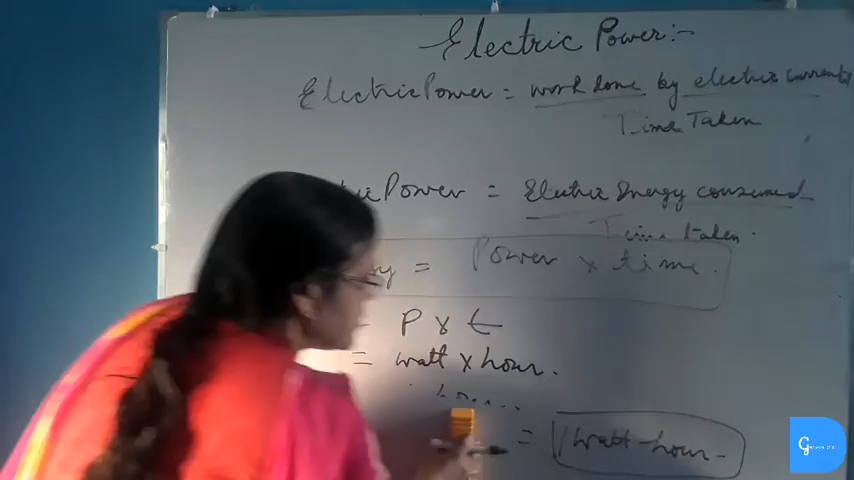 Electric Power:-
Electric Power = work done by electric current
Time Taken
Power = Electric Energy consumed
Time taken.
= Power x time.
P x t
= watt x hour.
= 1 watt-hour
G